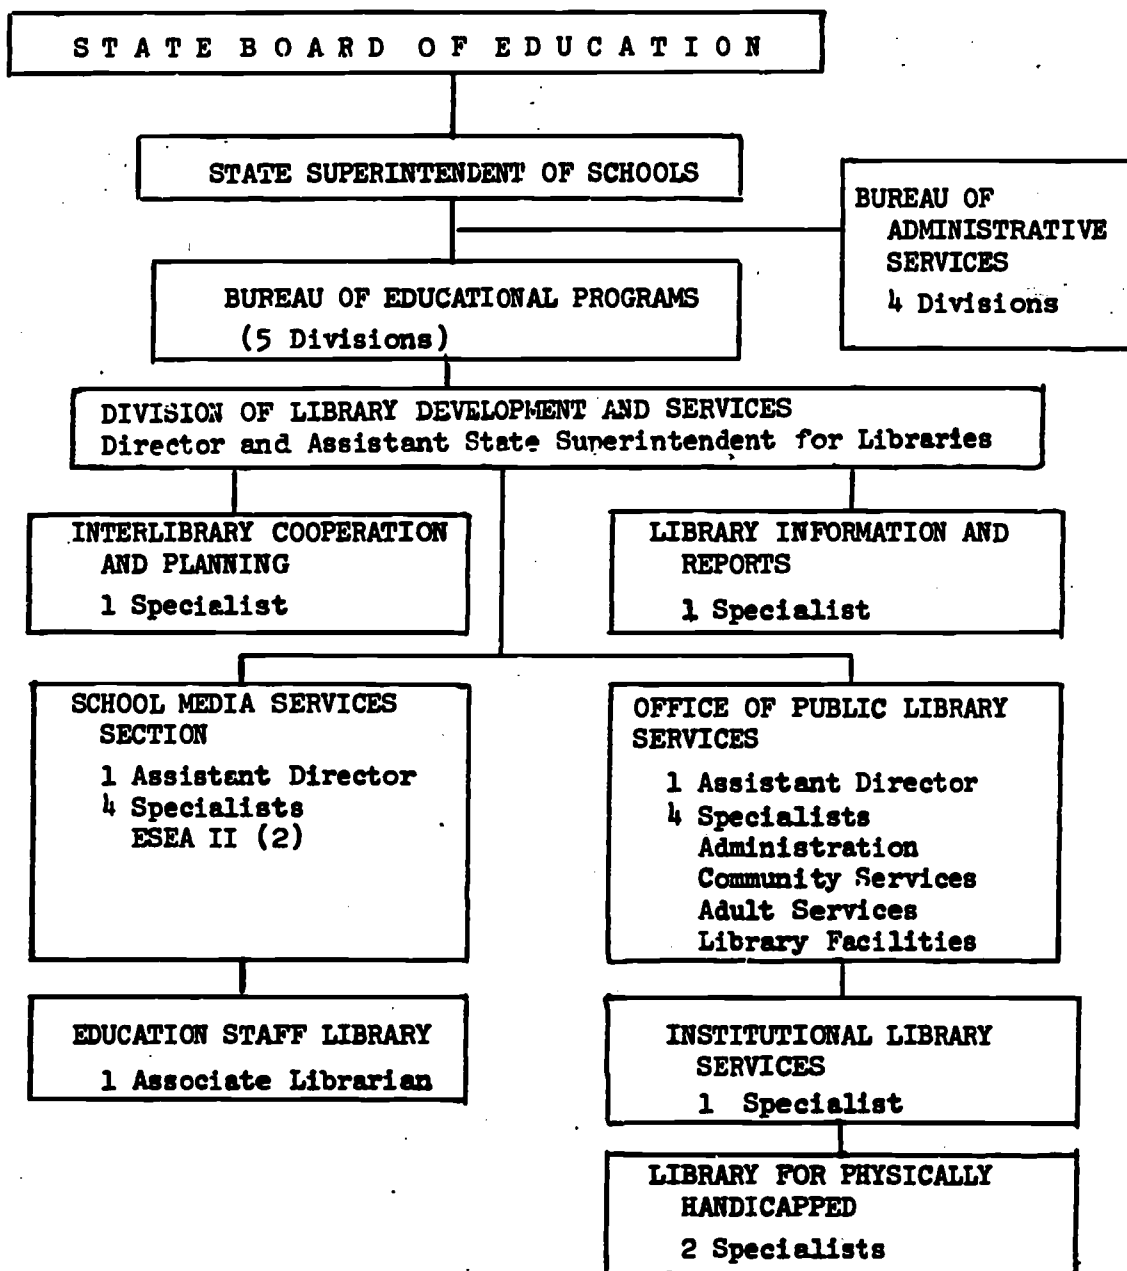 STATE BOARD OF EDUCATION
STATE SUPERINTENDENT OF SCHOOLS
BUREAU OF
ADMINISTRATIVE
SERVICES
4 Divisions
BUREAU OF EDUCATIONAL PROGRAMS
(5 Divisions)
DIVISION OF LIBRARY DEVELOPMENT AND SERVICES
Director and Assistant State Superintendent for Libraries
INTERLIBRARY COOPERATION
AND PLANNING
1 Specialist
LIBRARY INFORMATION AND
REPORTS
1 Specialist
SCHOOL MEDIA SERVICES
SECTION
1 Assistant Director
4 Specialists
ESEA II (2)
OFFICE OF PUBLIC LIBRARY
SERVICES
1 Assistant Director
4 Specialists
Administration
Community Services
Adult Services
Library Facilities
EDUCATION STAFF LIBRARY
1 Associate Librarian
INSTITUTIONAL LIBRARY
SERVICES
1 Specialist
LIBRARY FOR PHYSICALLY
HANDICAPPED
2 Specialists